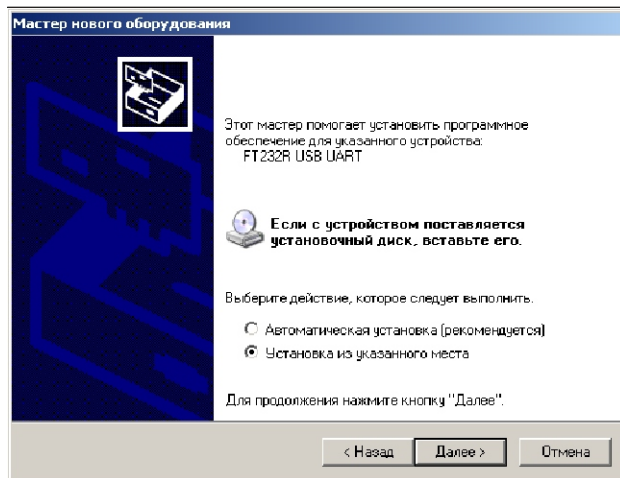 Мастер нового оборудования
Этот мастер помогает установить программное
обеспечение для указанного устройства:
FT232R USB UART
Если с устройством поставляется
установочный диск, вставьте его.
Выберите действие, которое следует выполнить.
Автоматическая установка (рекомендуется)
Установка из указанного места
Для продолжения нажмите кнопку "Далее".
< Назад Далее > Отмена